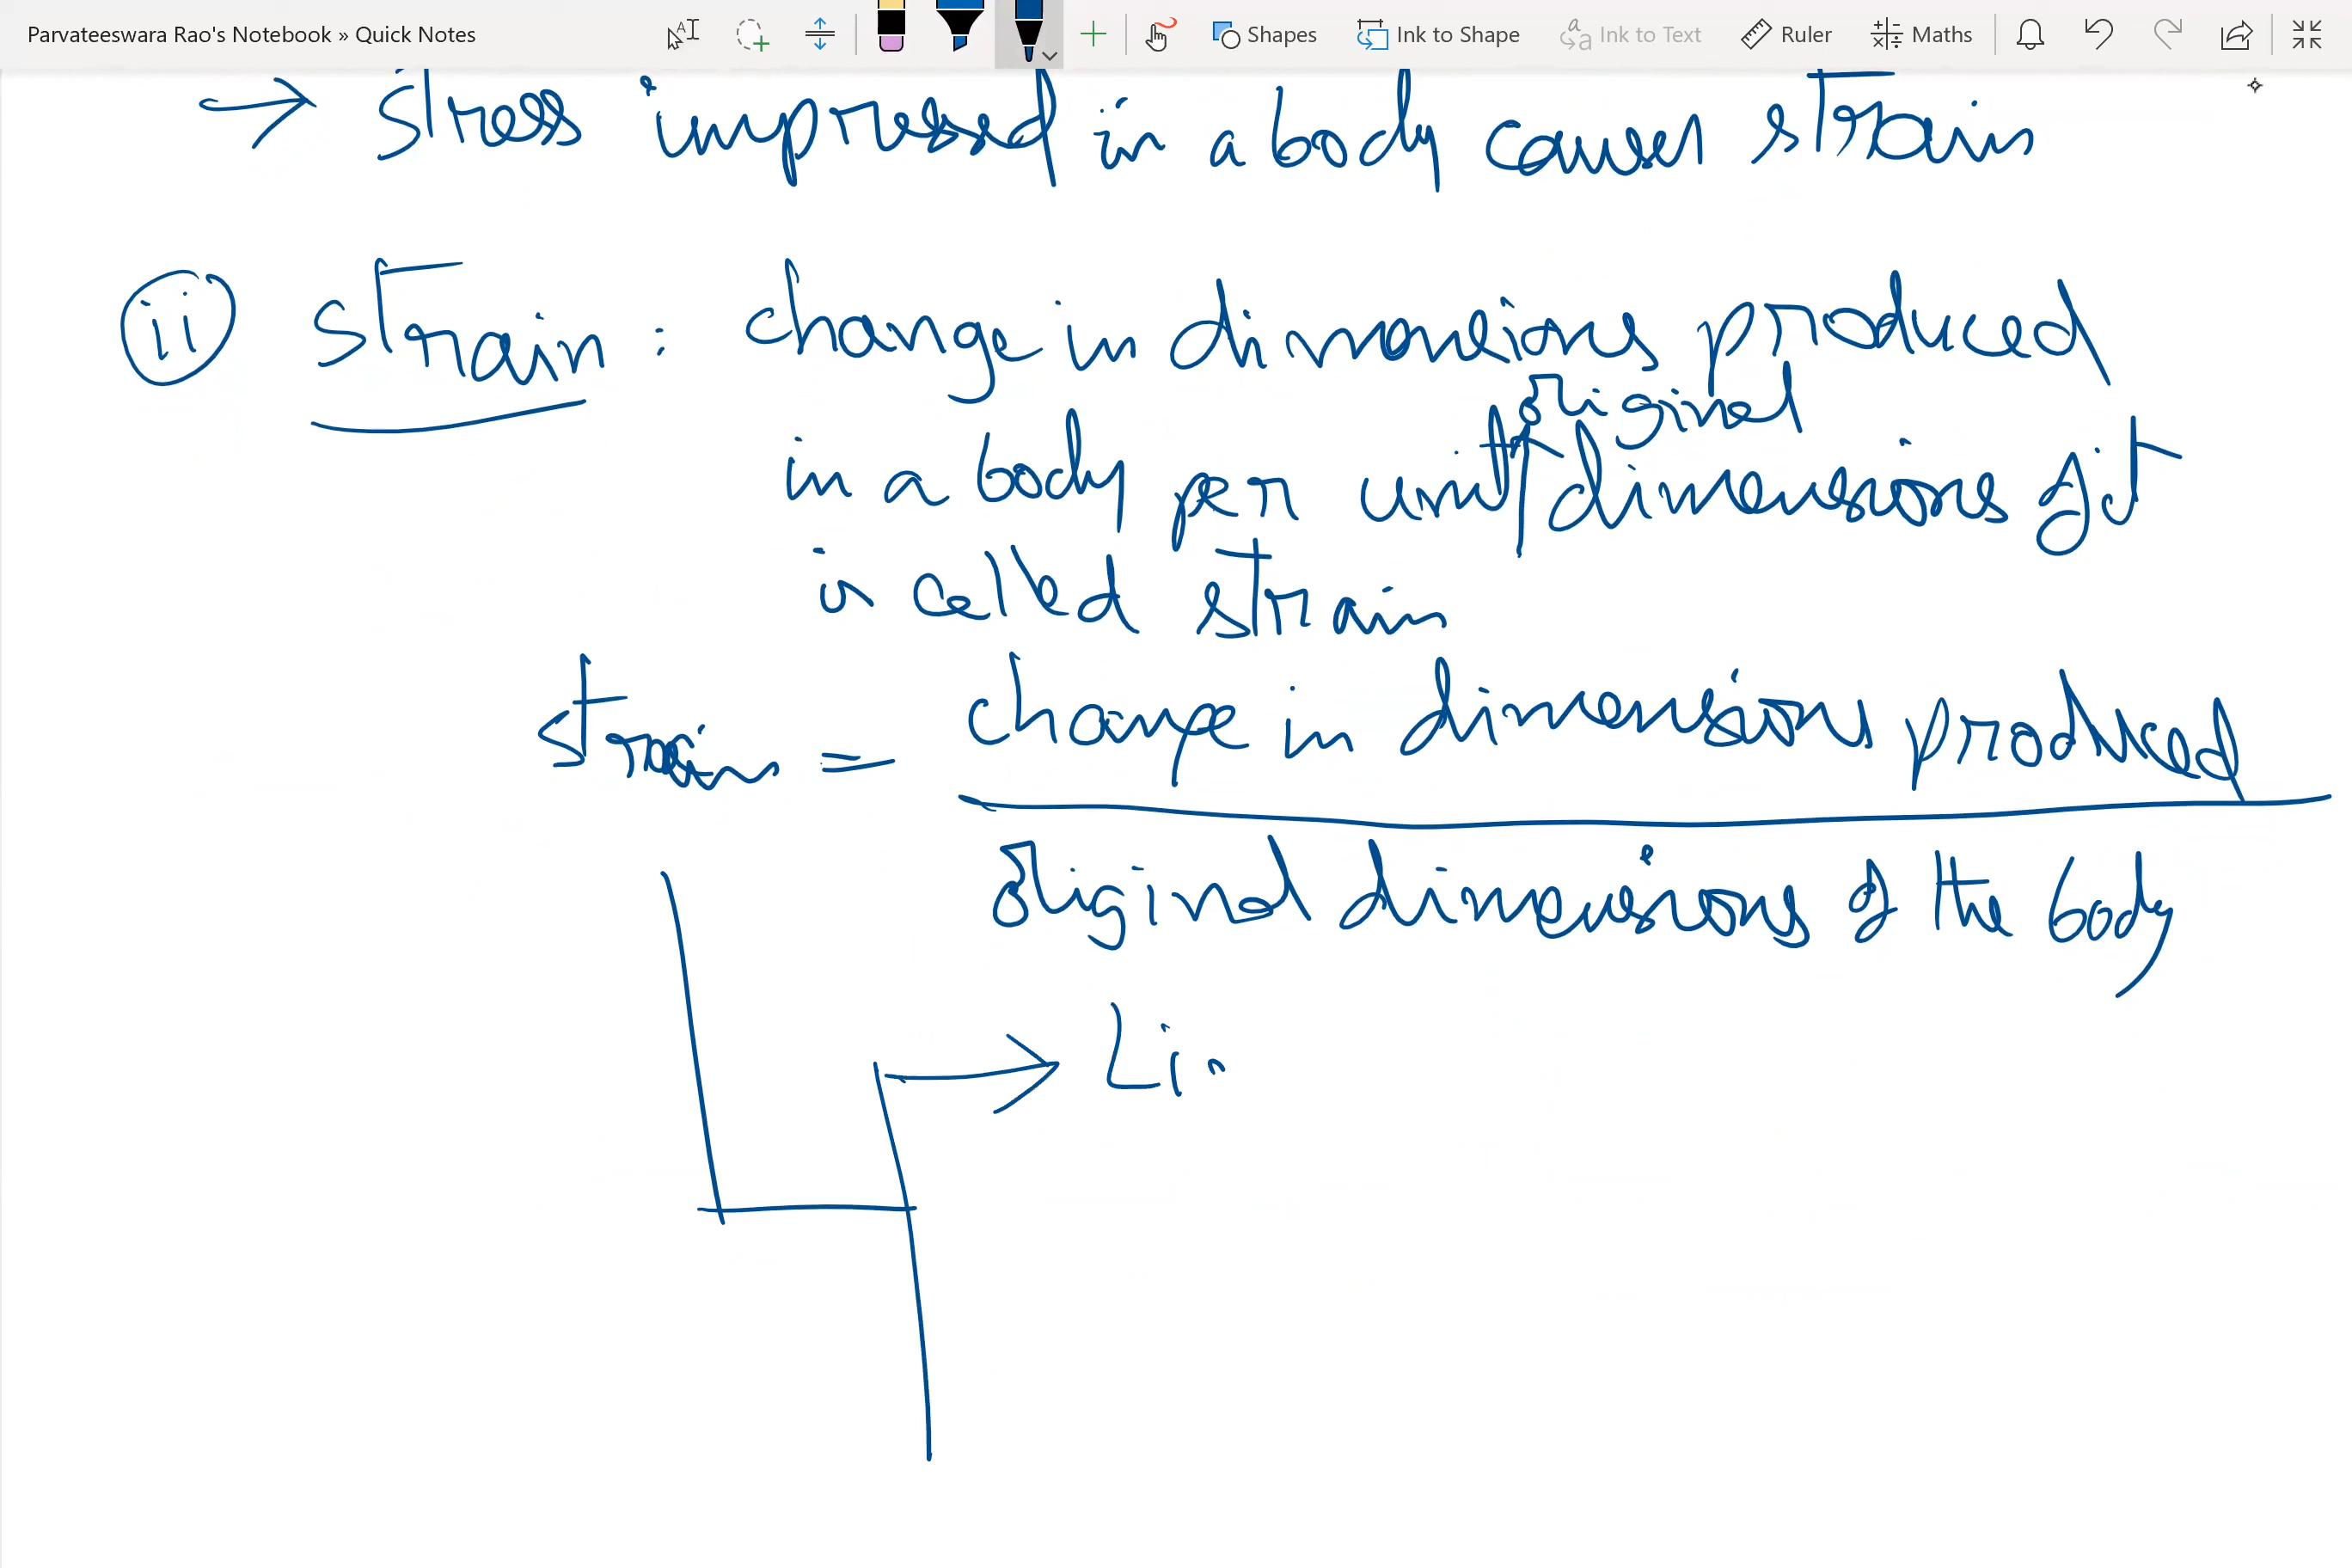 Parvateeswara Rao's Notebook » Quick Notes Shapes Ink to Shape Ink to Text Ruler Maths
→ Stress impressed in a body causes strain
ii Strain : change in dimensions produced
original
in a body per unit dimensions of it
is called strain
strain = change in dimensions produced
original dimensions of the body
→ Lin